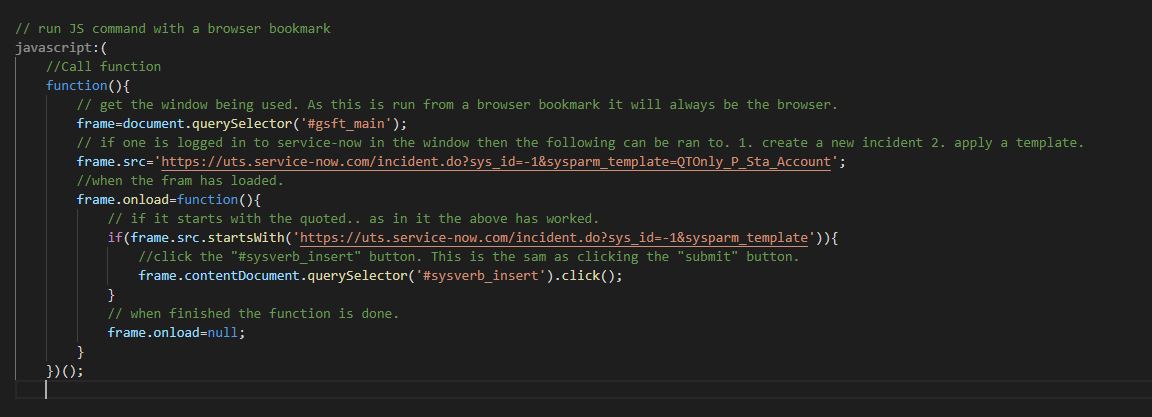 // run JS command with a browser bookmark
javascript:(
//Call function
function(){
// get the window being used. As this is run from a browser bookmark it will always be the browser.
frame=document.querySelector('#gsft_main');
// if one is logged in to service-now in the window then the following can be ran to. 1. create a new incident 2. apply a template.
frame.src='https://uts.service-now.com/incident.do?sys_id=-1&sysparm_template=QTOnly_P_Sta_Account';
//when the fram has loaded.
frame.onload=function(){
// if it starts with the quoted.. as in it the above has worked.
if(frame.src.startsWith('https://uts.service-now.com/incident.do?sys_id=-1&sysparm_template')){
//click the "#sysverb_insert" button. This is the sam as clicking the "submit" button.
frame.contentDocument.querySelector('#sysverb_insert').click();
}
// when finished the function is done.
frame.onload=null;
}
})();